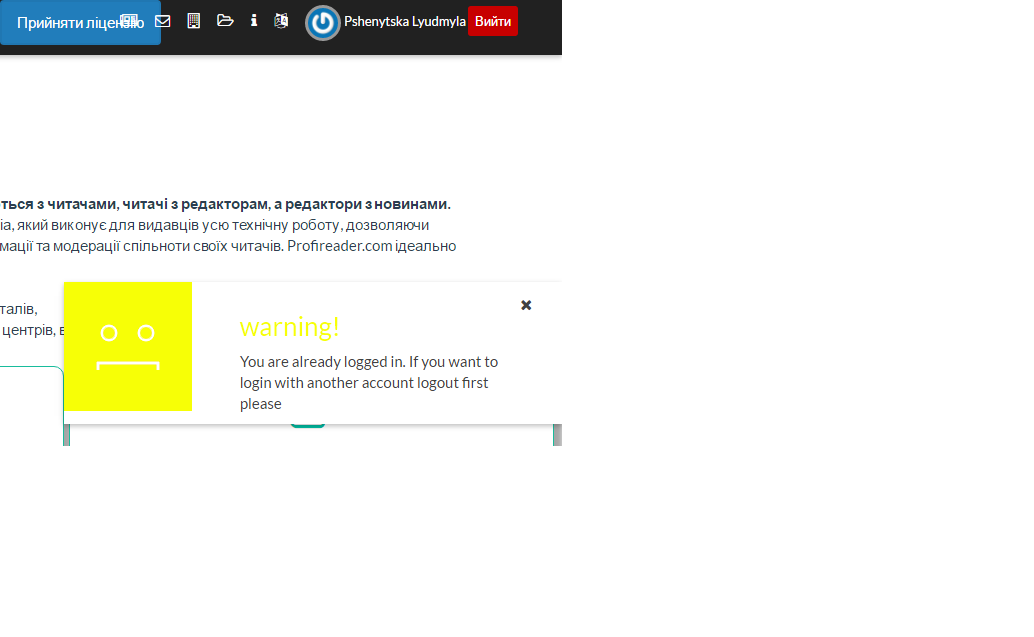 Прийняти ліцензію
Pshenytska Lyudmyla
Вийти
ться з читачами, читачі з редакторам, а редактори з новинами.
іа, який виконує для видавців усю технічну роботу, дозволяючи
мації та модерації спільноти своїх читачів. Profireader.com ідеально
талів,
центрів, в
warning!
You are already logged in. If you want to
login with another account logout first
please